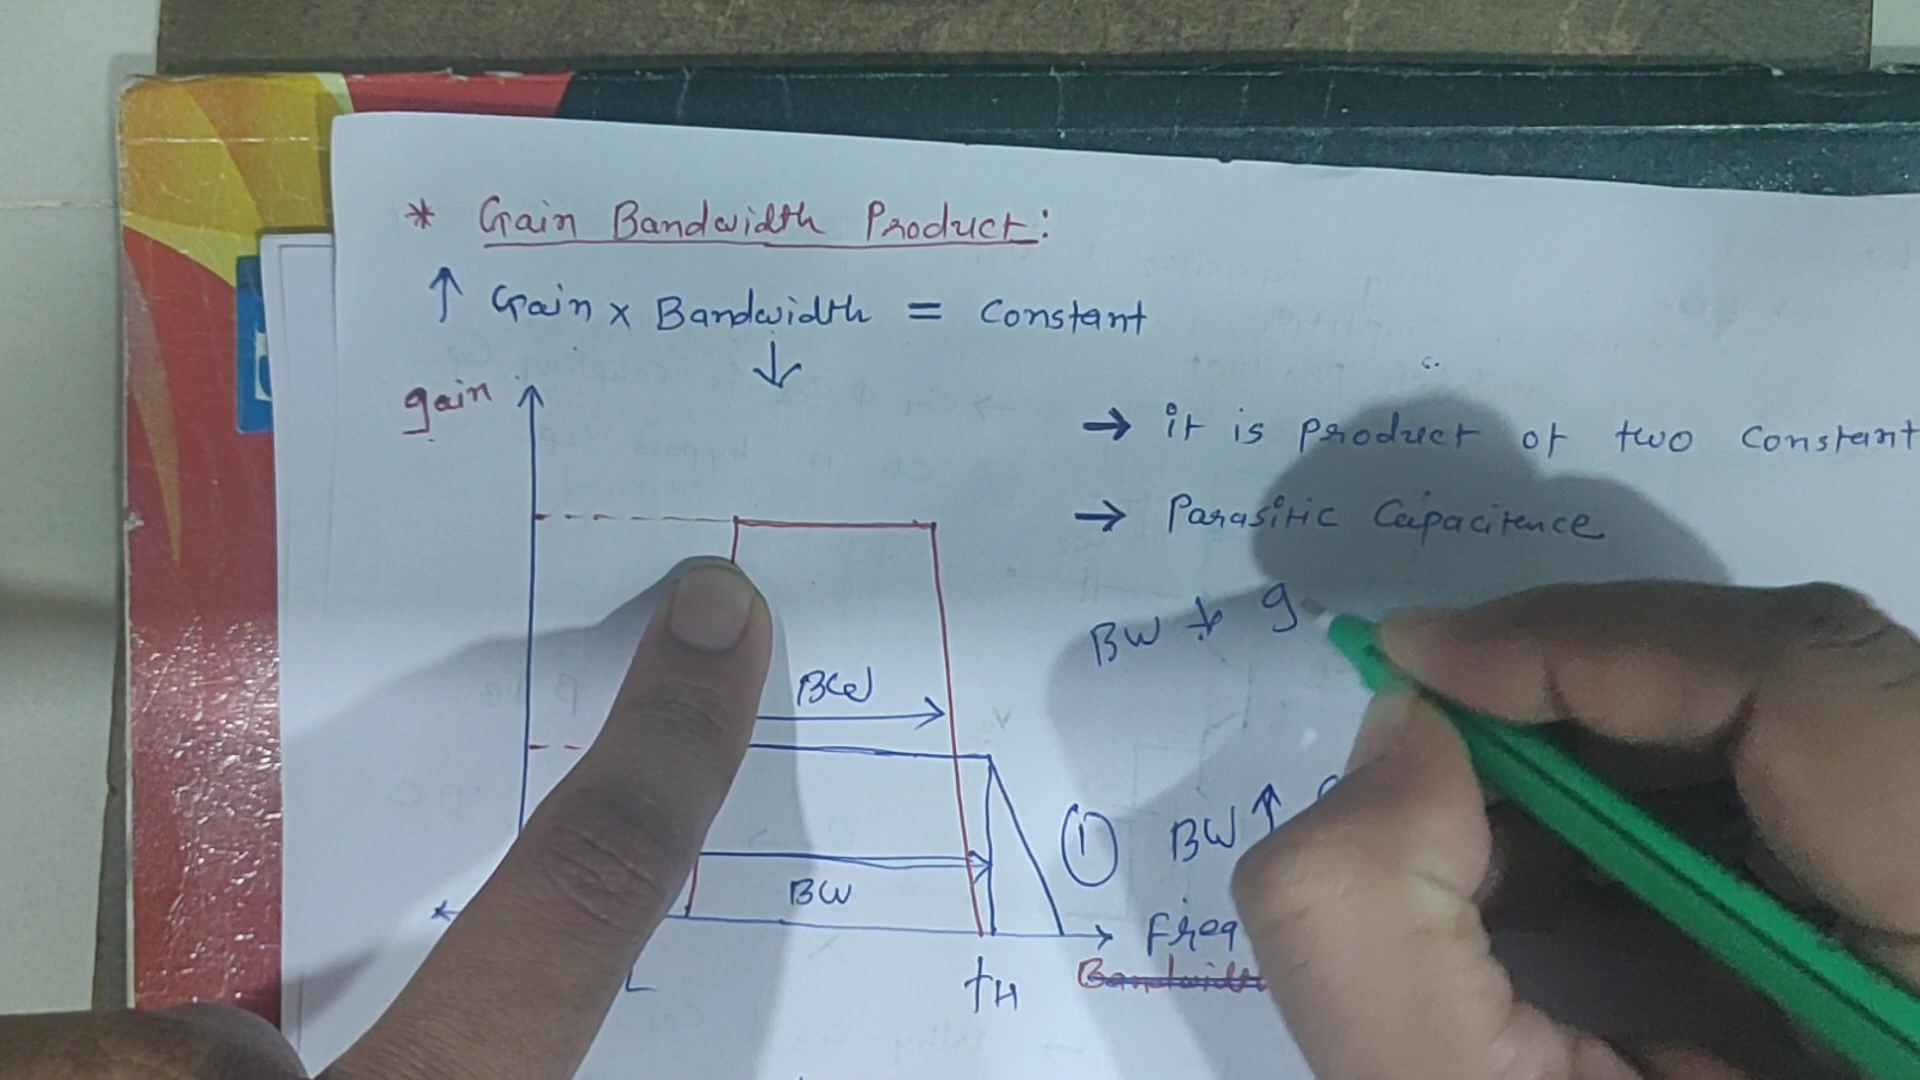 * Gain Bandwidth Product:
↑ Gain x Bandwidth = Constant
↓
gain
→ it is product of two Constant
→ Parasitic Capacitence
BW ↓ g
BW
① BW ↑
BW
Freq
L
fH
Bandwidth